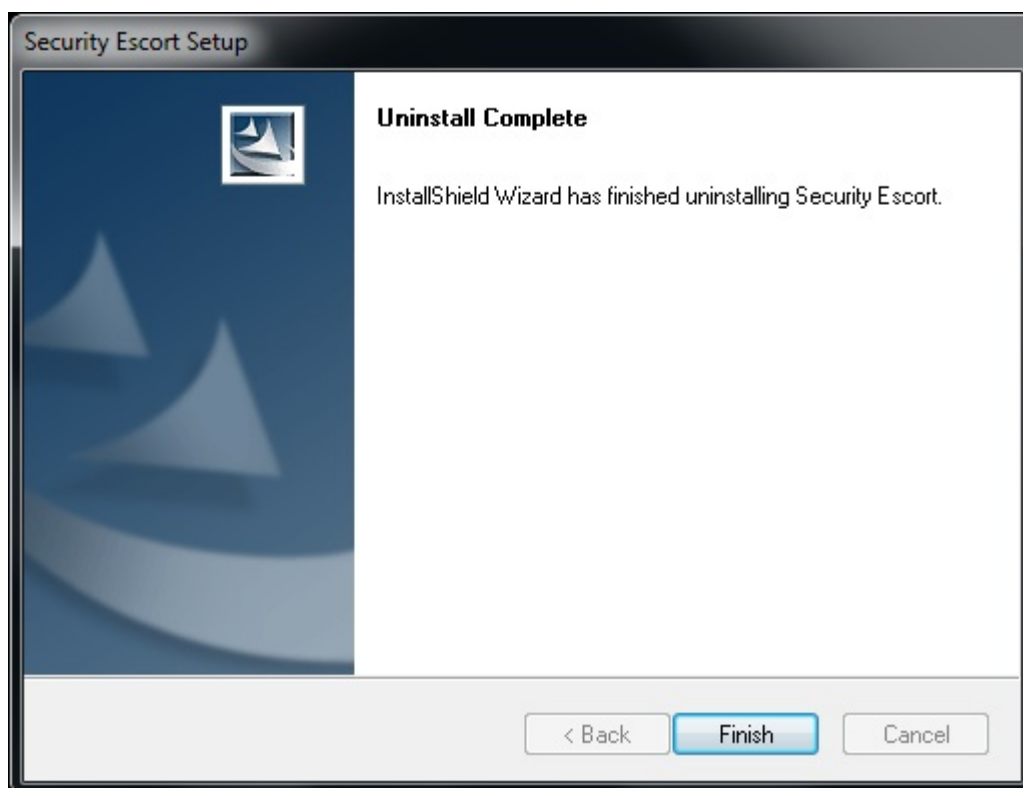 Security Escort Setup
Uninstall Complete
InstallShield Wizard has finished uninstalling Security Escort.
< Back
Finish
Cancel